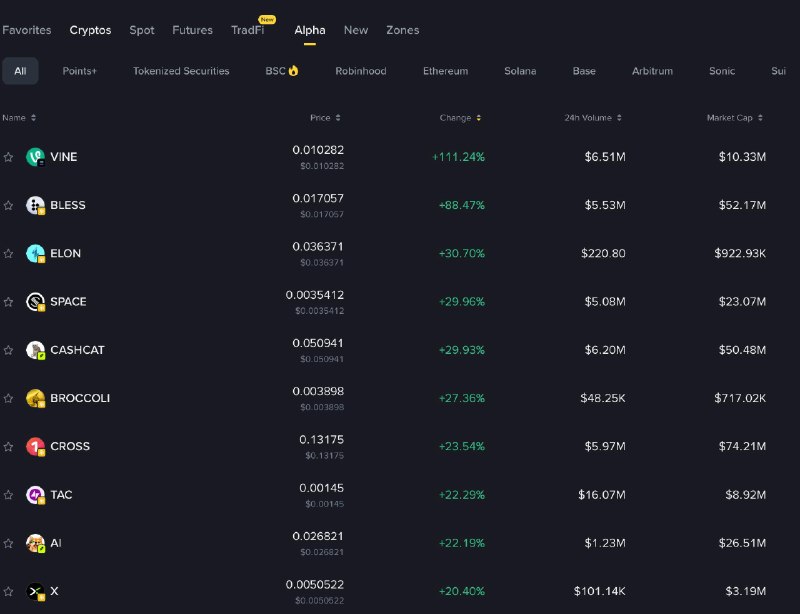 Favorites Cryptos Spot Futures TradFi New Alpha New Zones
All Points+ Tokenized Securities BSC🔥 Robinhood Ethereum Solana Base Arbitrum Sonic Sui
Name Price Change 24h Volume Market Cap
VINE 0.010282 +111.24% $6.51M $10.33M
$0.010282
BLESS 0.017057 +88.47% $5.53M $52.17M
$0.017057
ELON 0.036371 +30.70% $220.80 $922.93K
$0.036371
SPACE 0.0035412 +29.96% $5.08M $23.07M
$0.0035412
CASHCAT 0.050941 +29.93% $6.20M $50.48M
$0.050941
BROCCOLI 0.003898 +27.36% $48.25K $717.02K
$0.003898
CROSS 0.13175 +23.54% $5.97M $74.21M
$0.13175
TAC 0.00145 +22.29% $16.07M $8.92M
$0.00145
AI 0.026821 +22.19% $1.23M $26.51M
$0.026821
X 0.0050522 +20.40% $101.14K $3.19M
$0.0050522